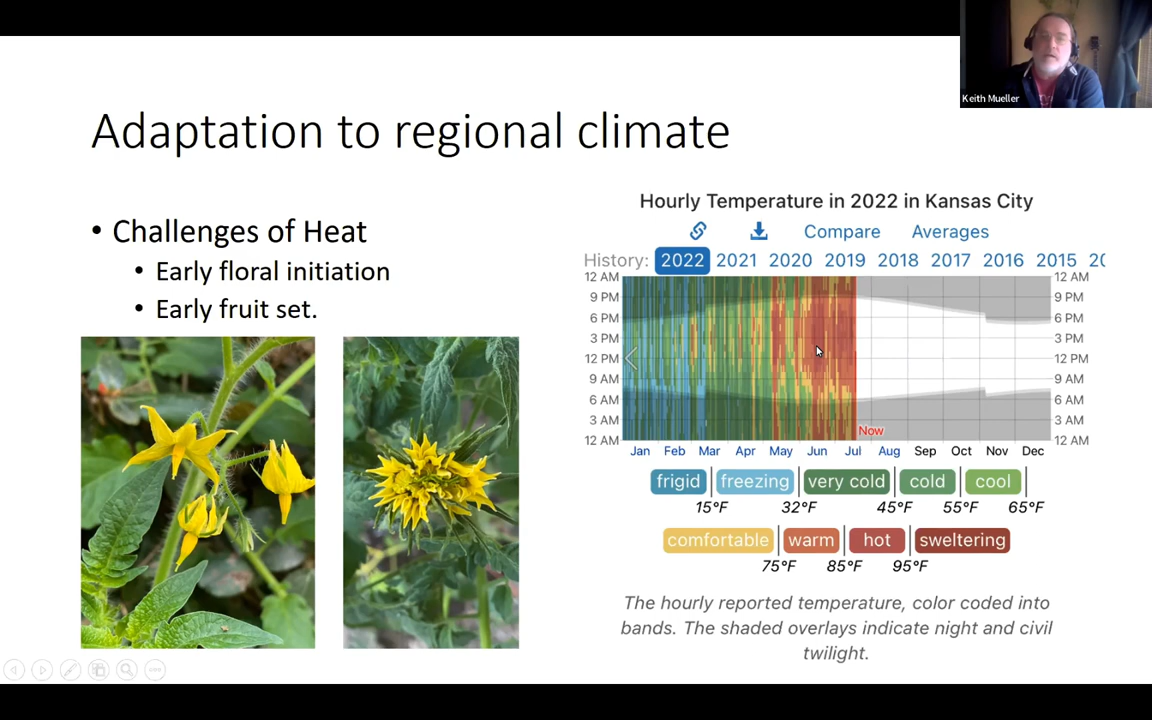 Keith Mueller
Adaptation to regional climate
• Challenges of Heat
• Early floral initiation
• Early fruit set.
Hourly Temperature in 2022 in Kansas City
Compare Averages
History: 2022 2021 2020 2019 2018 2017 2016 2015
12 AM 12 AM
9 PM 9 PM
6 PM 6 PM
3 PM 3 PM
12 PM 12 PM
9 AM 9 AM
6 AM 6 AM
3 AM 3 AM
Now
12 AM 12 AM
Jan Feb Mar Apr May Jun Jul Aug Sep Oct Nov Dec
frigid freezing very cold cold cool
15°F 32°F 45°F 55°F 65°F
comfortable warm hot sweltering
75°F 85°F 95°F
The hourly reported temperature, color coded into
bands. The shaded overlays indicate night and civil
twilight.